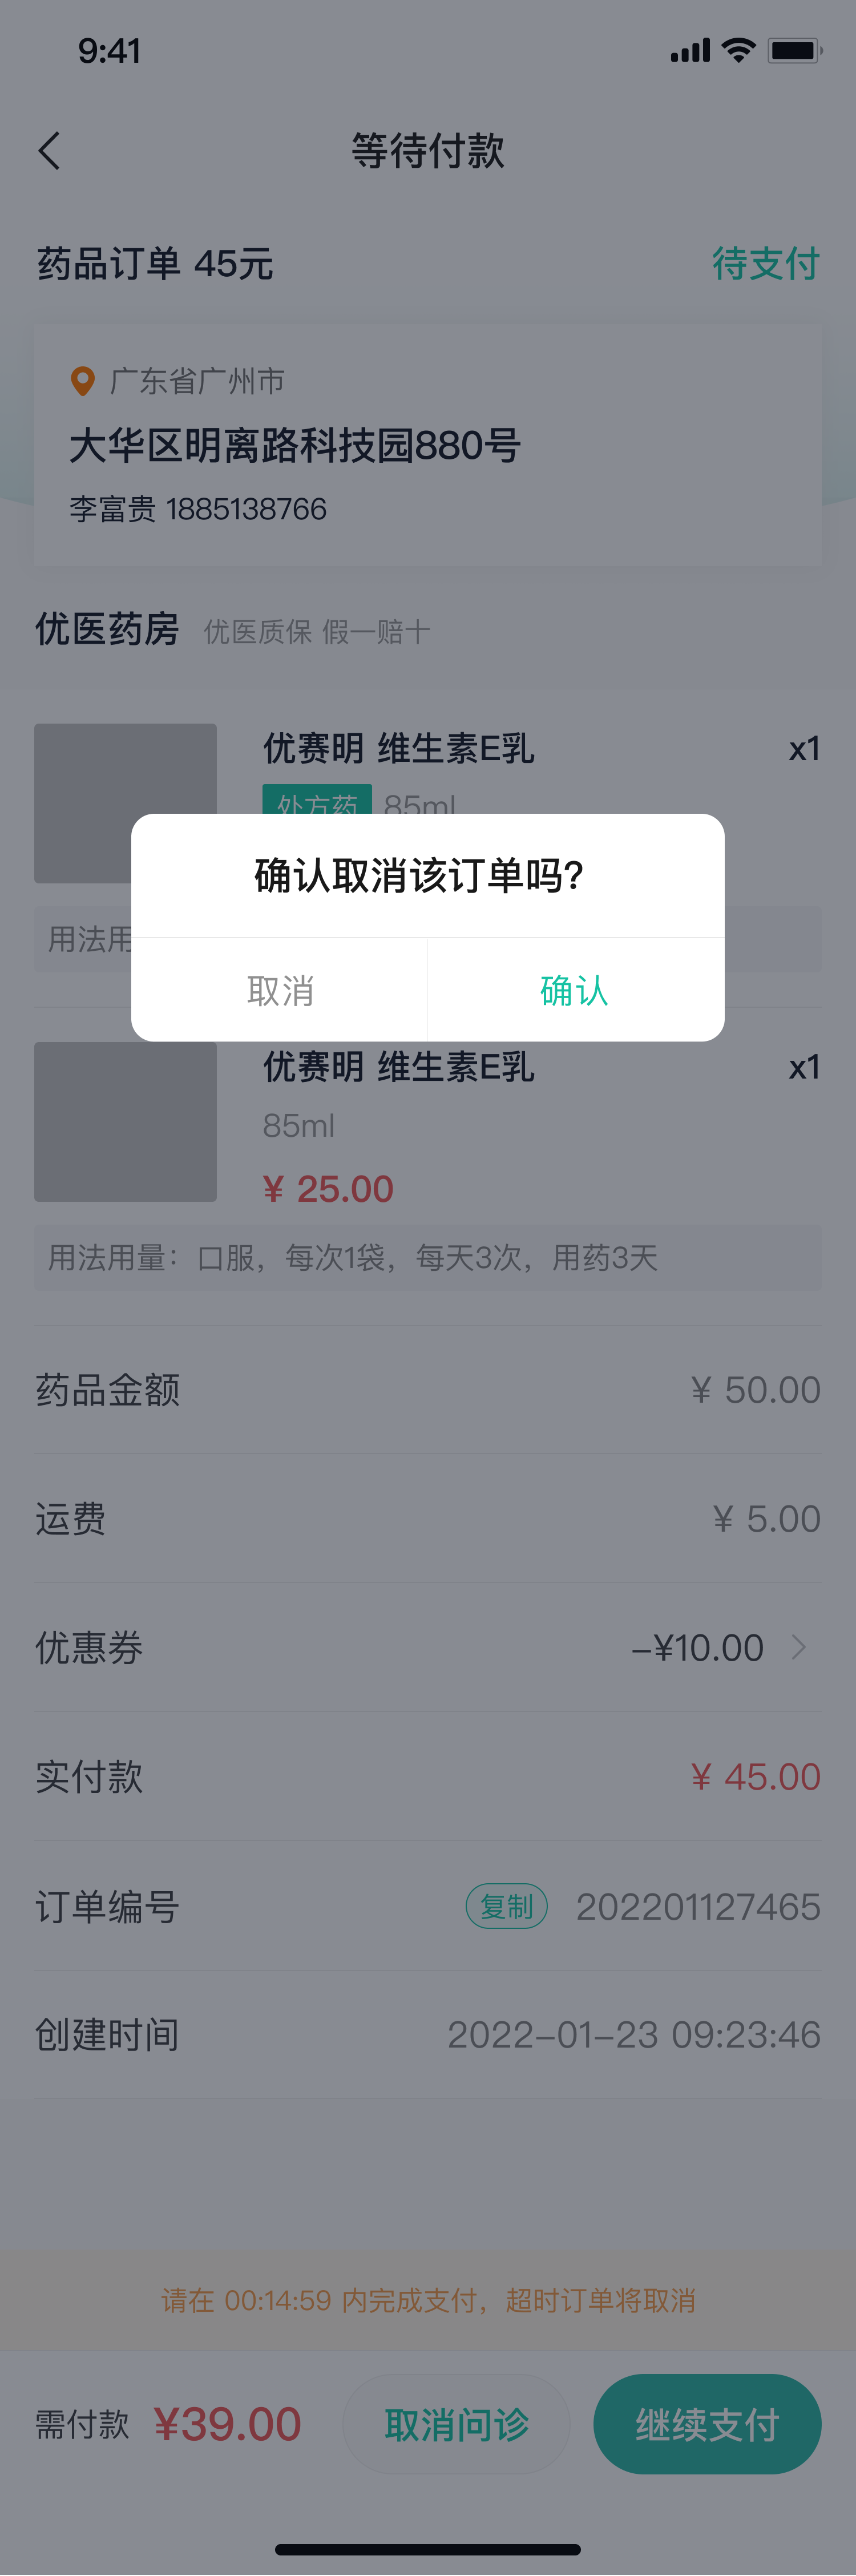 9:41
等待付款
药品订单 45元 待支付
广东省广州市
大华区明离路科技园880号
李富贵 1885138766
优医药房 优医质保 假一赔十
优赛明 维生素E乳 x1
处方药 85ml
确认取消该订单吗?
用法用
取消 确认
优赛明 维生素E乳 x1
85ml
¥ 25.00
用法用量：口服，每次1袋，每天3次，用药3天
药品金额 ¥ 50.00
运费 ¥ 5.00
优惠券 -¥10.00
实付款 ¥ 45.00
订单编号 复制 202201127465
创建时间 2022-01-23 09:23:46
请在 00:14:59 内完成支付，超时订单将取消
需付款 ¥39.00 取消问诊 继续支付